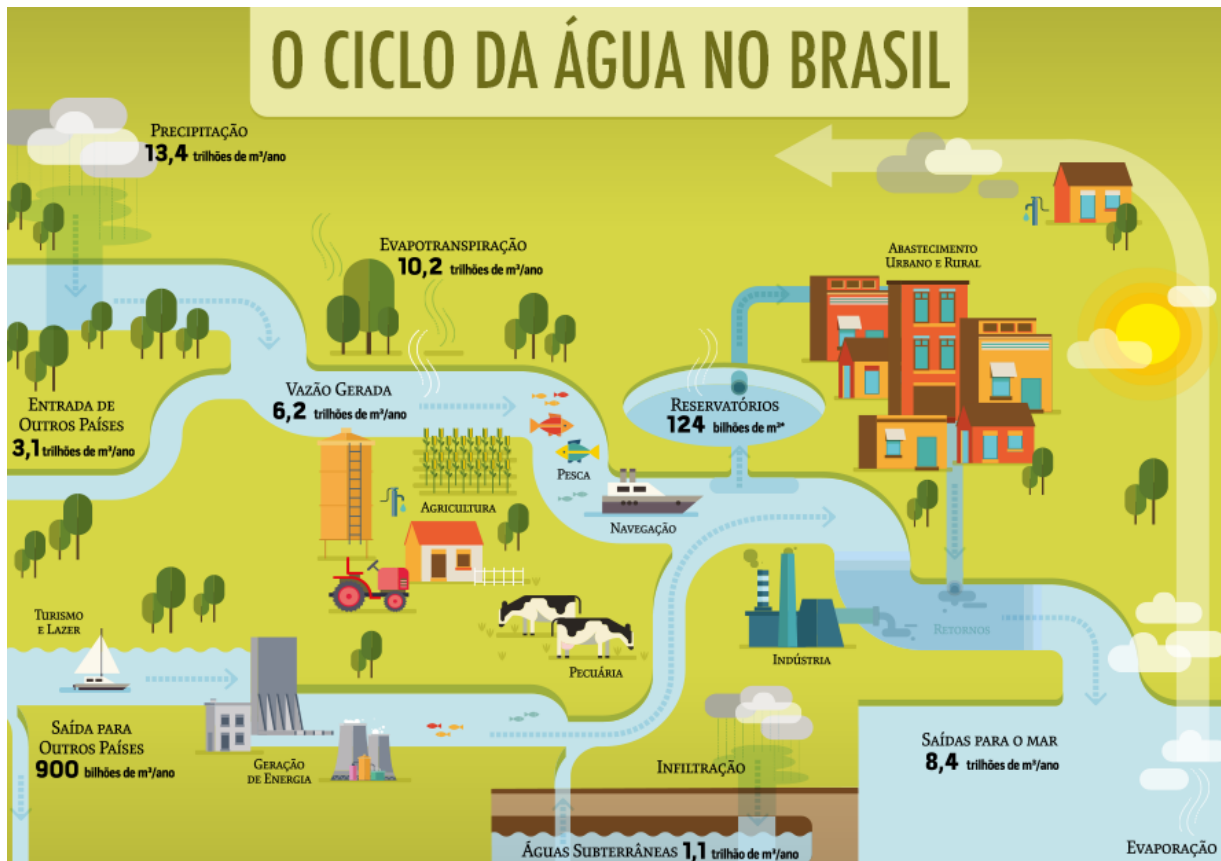 O CICLO DA ÁGUA NO BRASIL
PRECIPITAÇÃO
13,4 trilhões de m³/ano
EVAPOTRANSPIRAÇÃO
10,2 trilhões de m³/ano
ABASTECIMENTO
URBANO E RURAL
ENTRADA DE
OUTROS PAÍSES
3,1 trilhões de m³/ano
VAZÃO GERADA
6,2 trilhões de m³/ano
RESERVATÓRIOS
124 bilhões de m³*
PESCA
AGRICULTURA
NAVEGAÇÃO
TURISMO
E LAZER
PECUÁRIA
INDÚSTRIA
RETORNOS
SAÍDA PARA
OUTROS PAÍSES
900 bilhões de m³/ano
GERAÇÃO
DE ENERGIA
INFILTRAÇÃO
SAÍDAS PARA O MAR
8,4 trilhões de m³/ano
ÁGUAS SUBTERRÂNEAS 1,1 trilhão de m³/ano
EVAPORAÇÃO